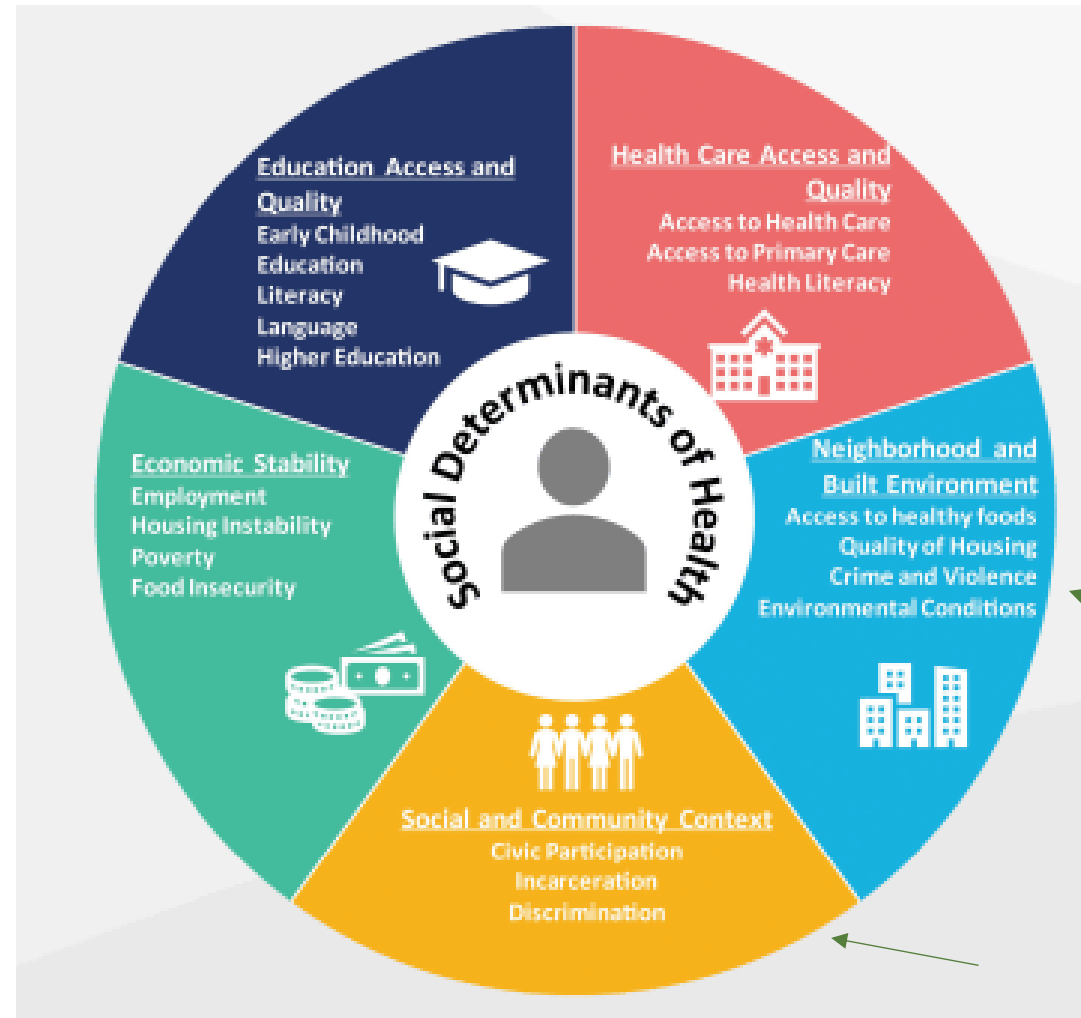 Education Access and
Quality
Early Childhood
Education
Literacy
Language
Higher Education
Health Care Access and
Quality
Access to Health Care
Access to Primary Care
Health Literacy
Social Determinants of Health
Economic Stability
Employment
Housing Instability
Poverty
Food Insecurity
Neighborhood and
Built Environment
Access to healthy foods
Quality of Housing
Crime and Violence
Environmental Conditions
Social and Community Context
Civic Participation
Incarceration
Discrimination